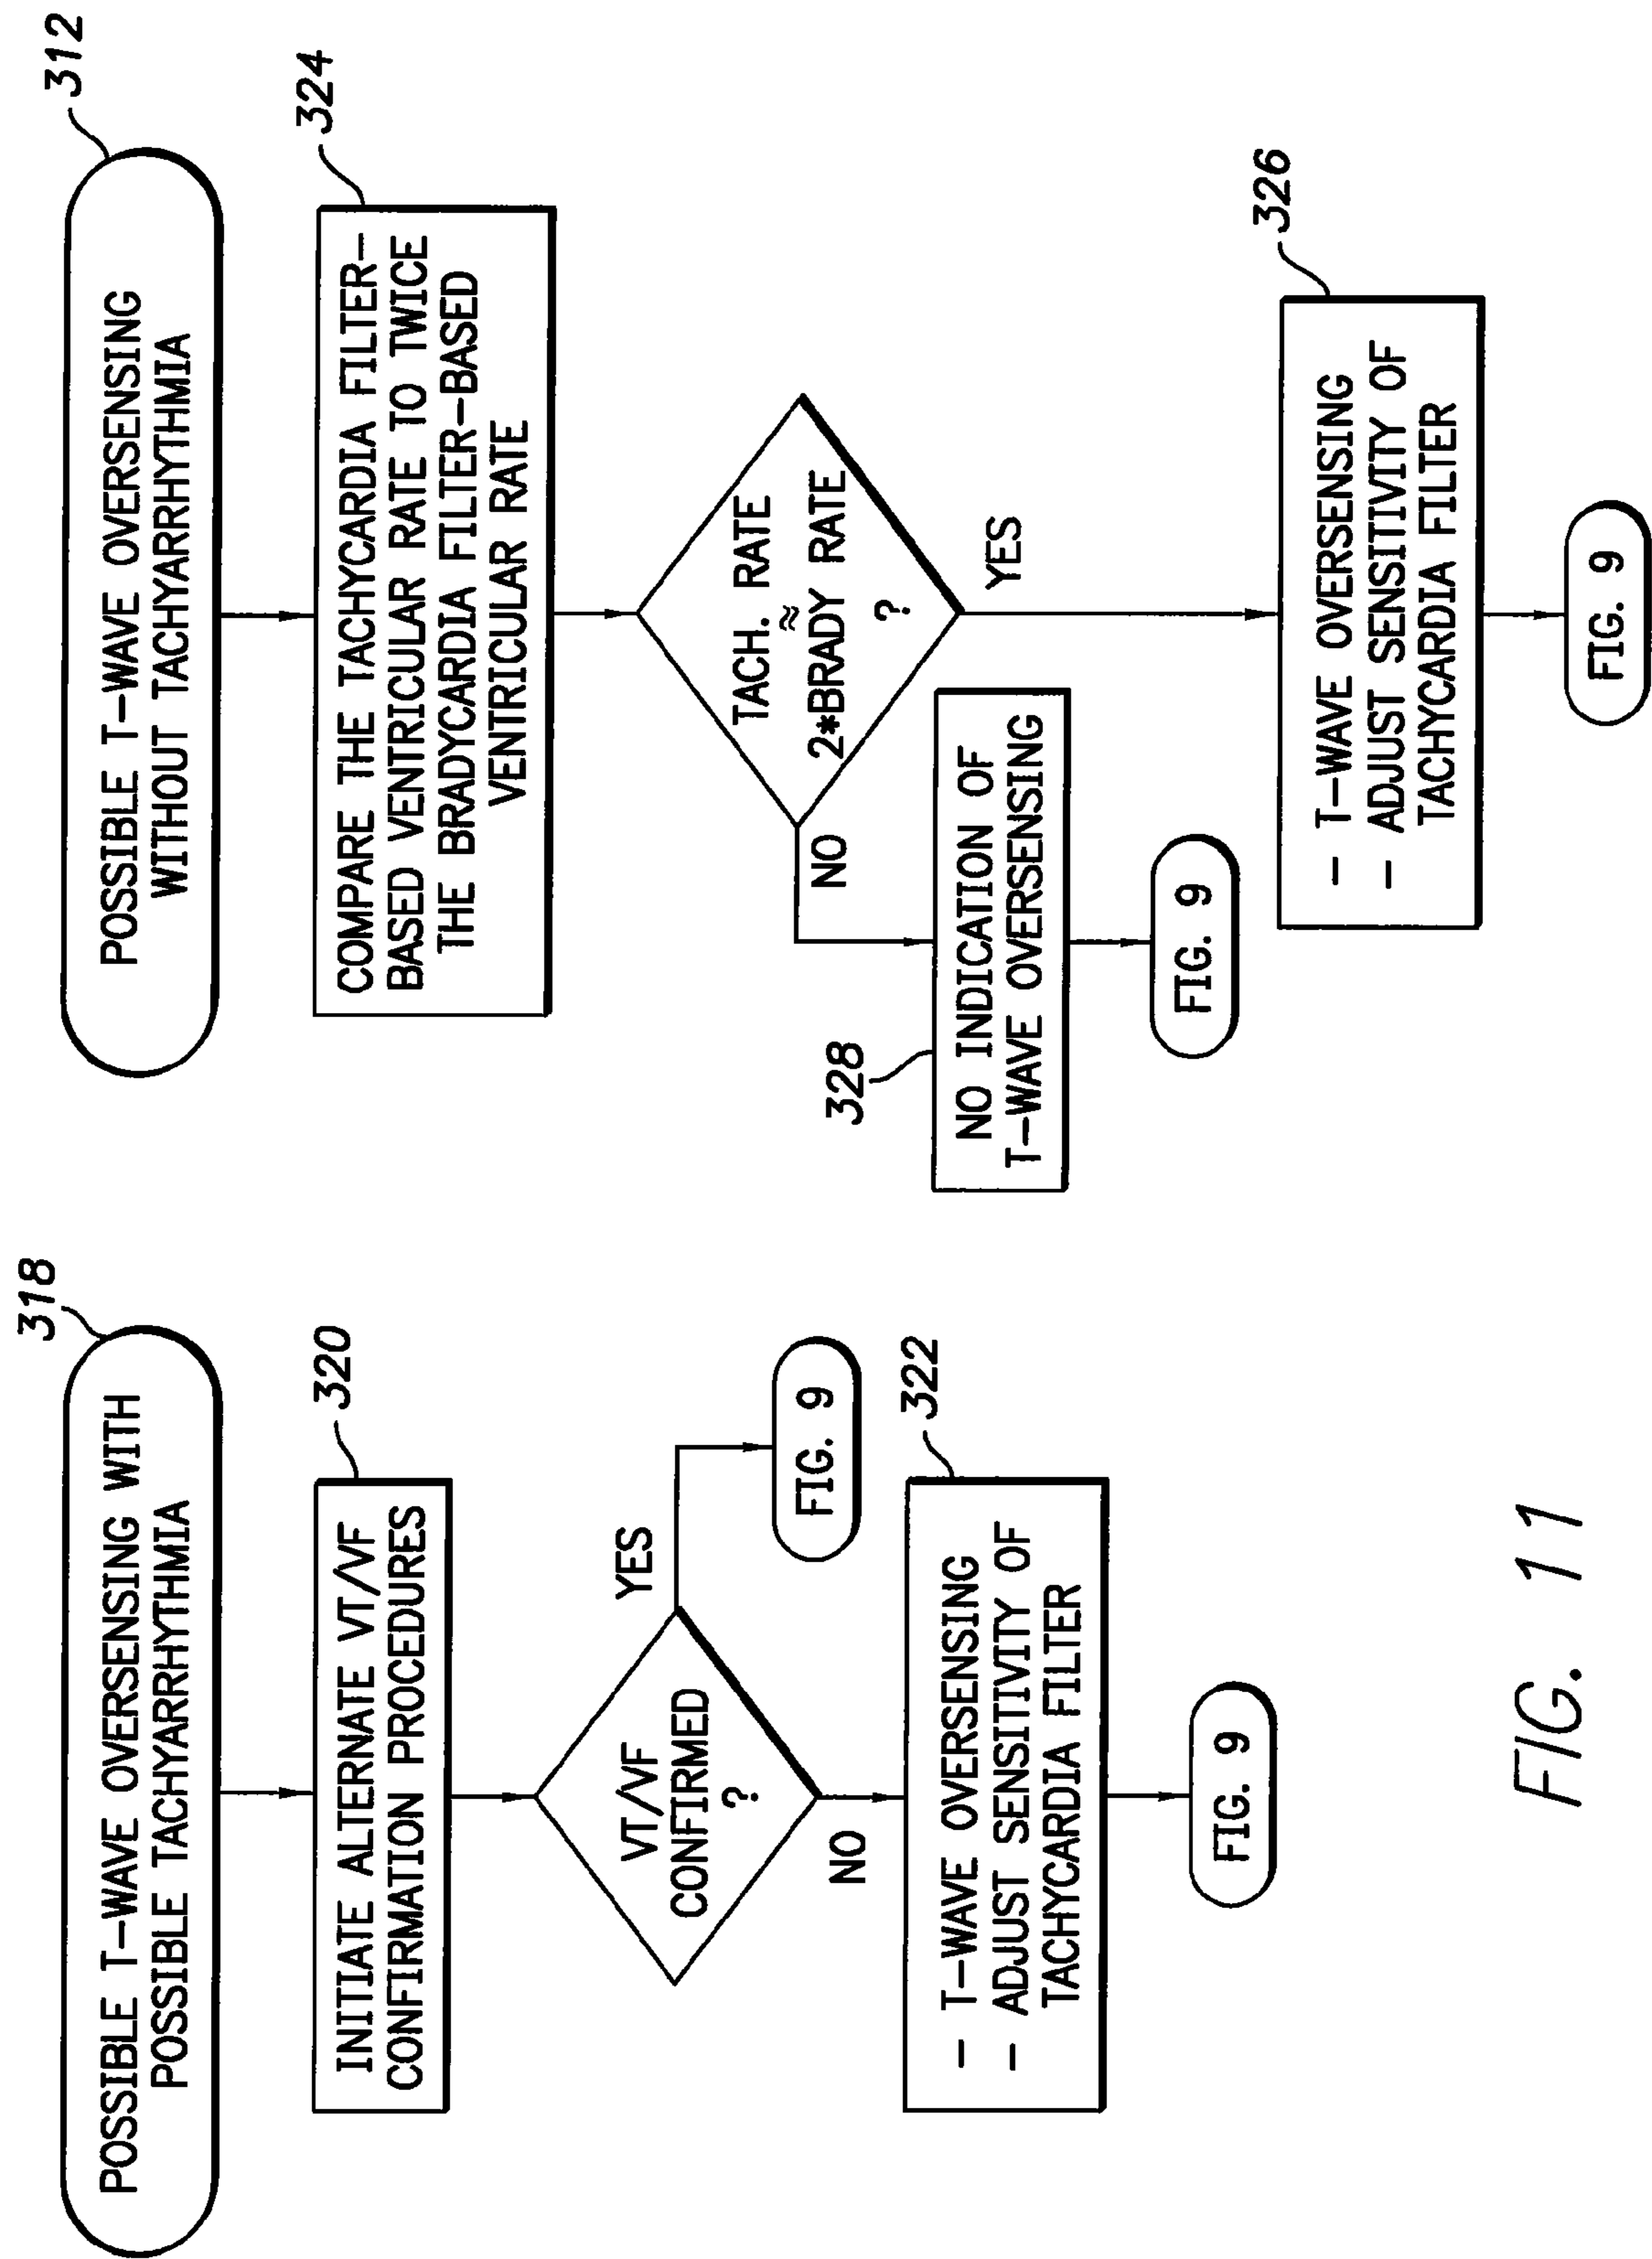 318
POSSIBLE T-WAVE OVERSENSING WITH
POSSIBLE TACHYARRHYTHMIA
320
INITIATE ALTERNATE VT/VF
CONFIRMATION PROCEDURES
VT/VF
CONFIRMED
?
YES
FIG. 9
NO
322
- T-WAVE OVERSENSING
- ADJUST SENSITIVITY OF
TACHYCARDIA FILTER
FIG. 9
312
POSSIBLE T-WAVE OVERSENSING
WITHOUT TACHYARRHYTHMIA
324
COMPARE THE TACHYCARDIA FILTER-
BASED VENTRICULAR RATE TO TWICE
THE BRADYCARDIA FILTER-BASED
VENTRICULAR RATE
TACH. RATE
≈
2*BRADY RATE
?
NO
328
NO INDICATION OF
T-WAVE OVERSENSING
FIG. 9
YES
326
- T-WAVE OVERSENSING
- ADJUST SENSITIVITY OF
TACHYCARDIA FILTER
FIG. 9
FIG. 11